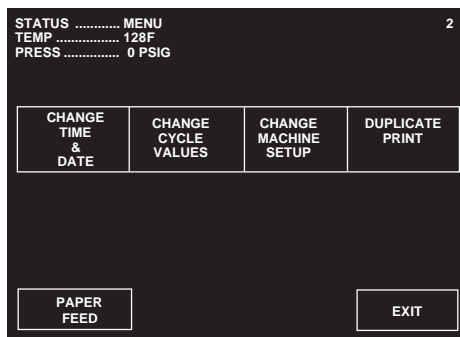 STATUS ............ MENU
2
TEMP ................. 128F
PRESS ............... 0 PSIG
CHANGE
TIME
&
DATE
CHANGE
CYCLE
VALUES
CHANGE
MACHINE
SETUP
DUPLICATE
PRINT
PAPER
FEED
EXIT